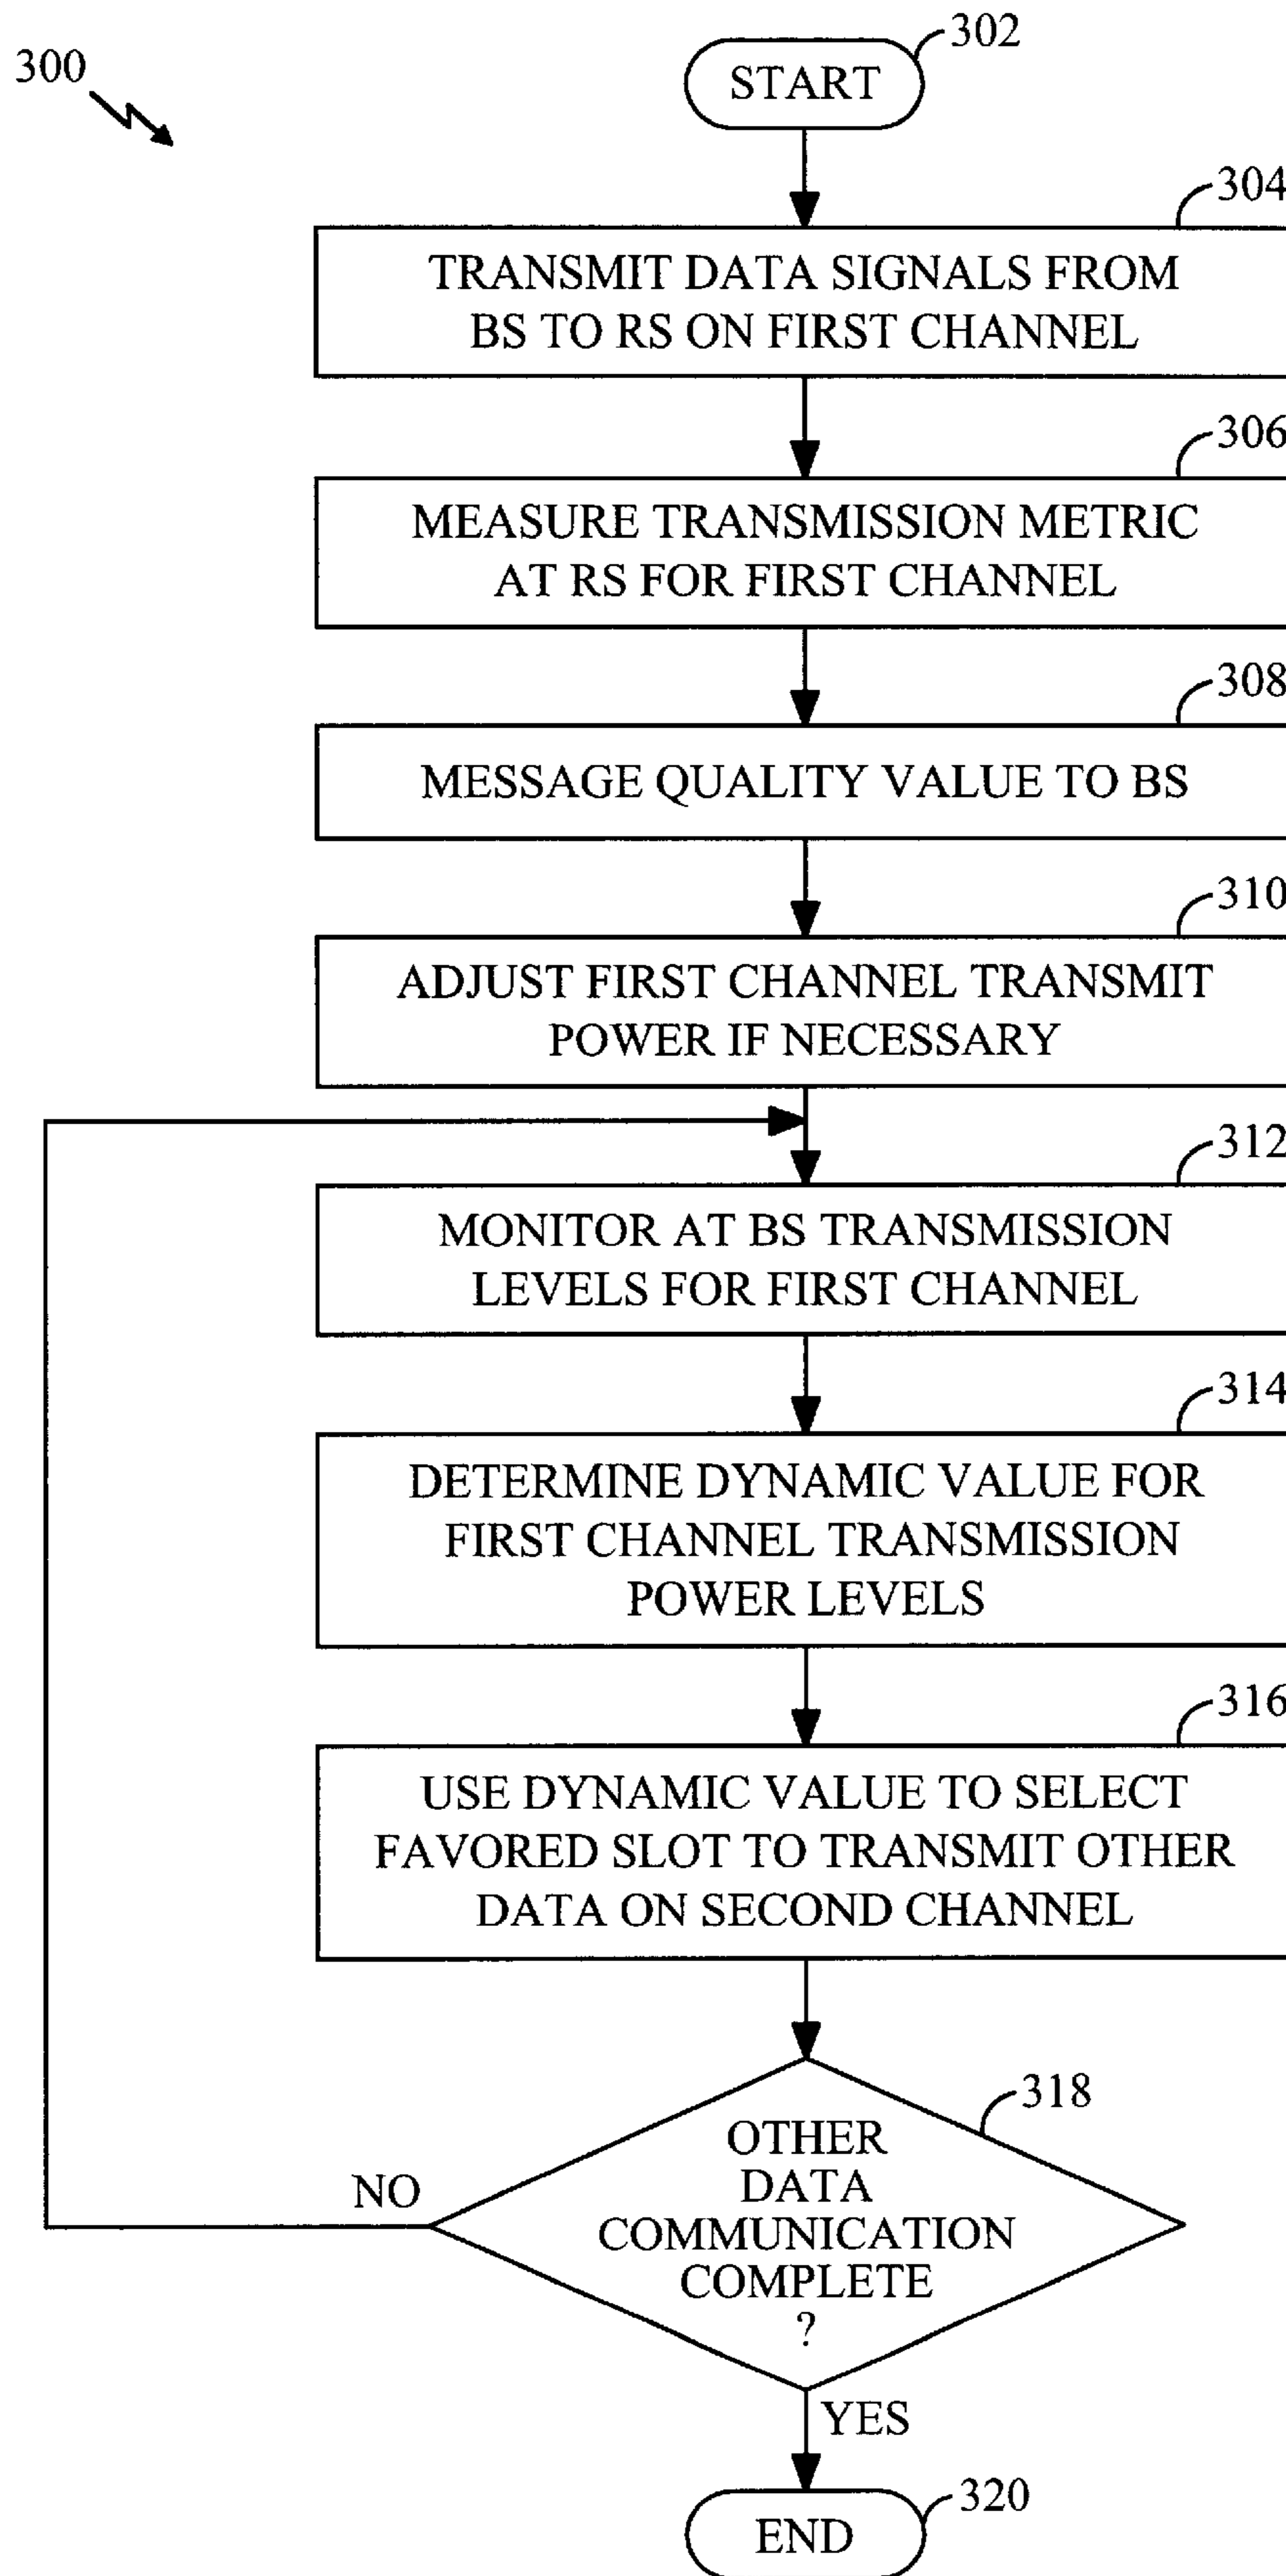 300
302
START
304
TRANSMIT DATA SIGNALS FROM
BS TO RS ON FIRST CHANNEL
306
MEASURE TRANSMISSION METRIC
AT RS FOR FIRST CHANNEL
308
MESSAGE QUALITY VALUE TO BS
310
ADJUST FIRST CHANNEL TRANSMIT
POWER IF NECESSARY
312
MONITOR AT BS TRANSMISSION
LEVELS FOR FIRST CHANNEL
314
DETERMINE DYNAMIC VALUE FOR
FIRST CHANNEL TRANSMISSION
POWER LEVELS
316
USE DYNAMIC VALUE TO SELECT
FAVORED SLOT TO TRANSMIT OTHER
DATA ON SECOND CHANNEL
318
OTHER
DATA
COMMUNICATION
COMPLETE
?
NO
YES
320
END